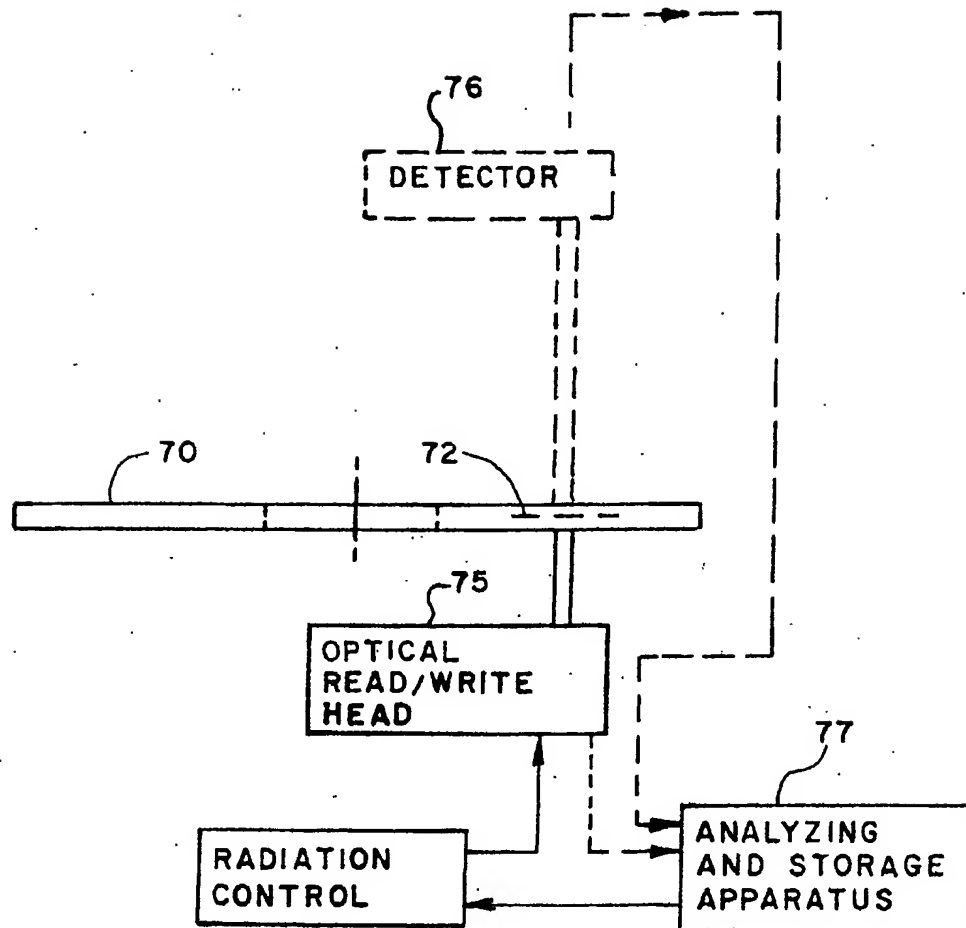 76
DETECTOR
70
72
75
OPTICAL
READ/WRITE
HEAD
77
RADIATION
CONTROL
ANALYZING
AND STORAGE
APPARATUS